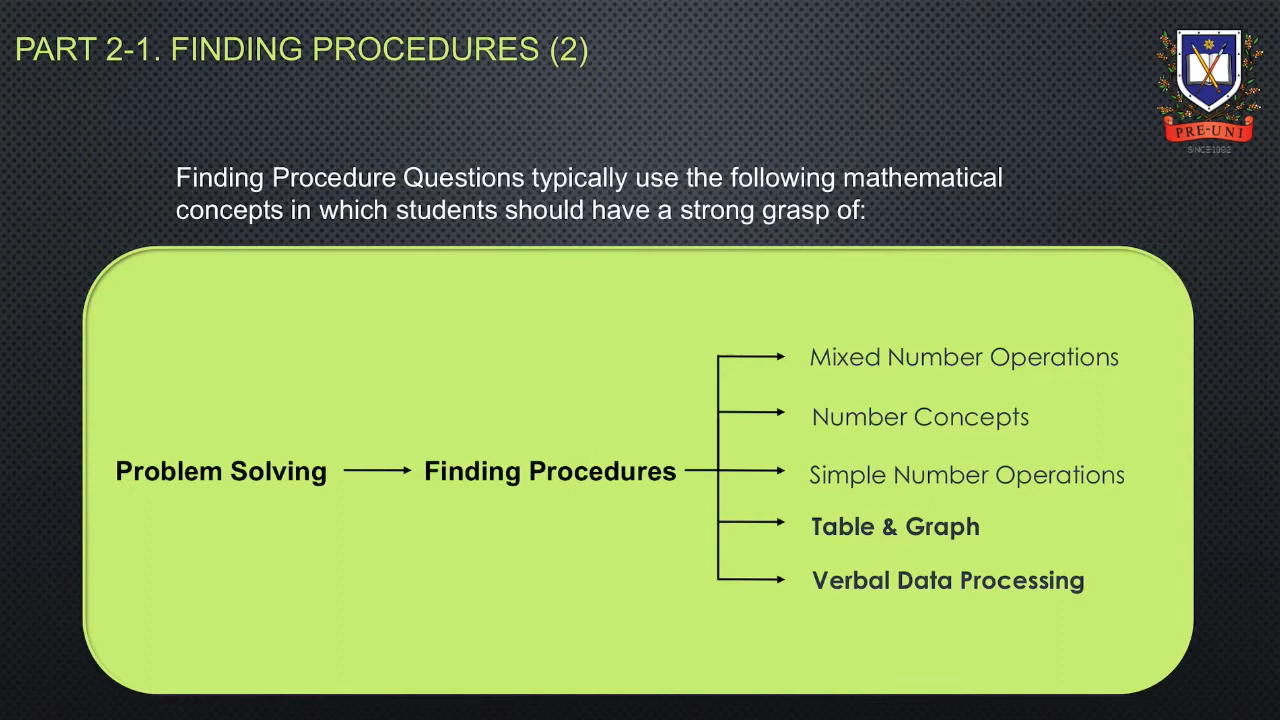 PART 2-1. FINDING PROCEDURES (2)
PRE-UNI
SINCE 1992
Finding Procedure Questions typically use the following mathematical
concepts in which students should have a strong grasp of:
Mixed Number Operations
Number Concepts
Problem Solving
Finding Procedures
Simple Number Operations
Table & Graph
Verbal Data Processing